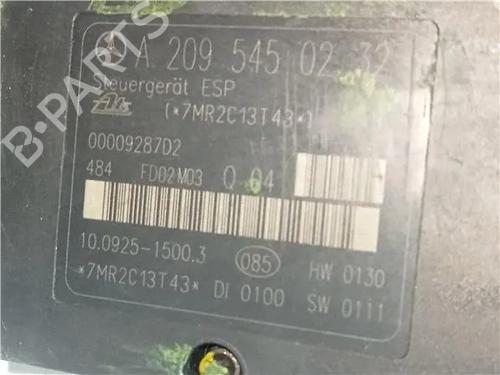 A 209 545 02 32
Steuergerät ESP
Ate (*7MR2C13T43*)
00009287D2
484 FD02M03 Q 04
10.0925-1500.3 085 HW 0130
*7MR2C13T43* DI 0100 SW 0111
B-PARTS